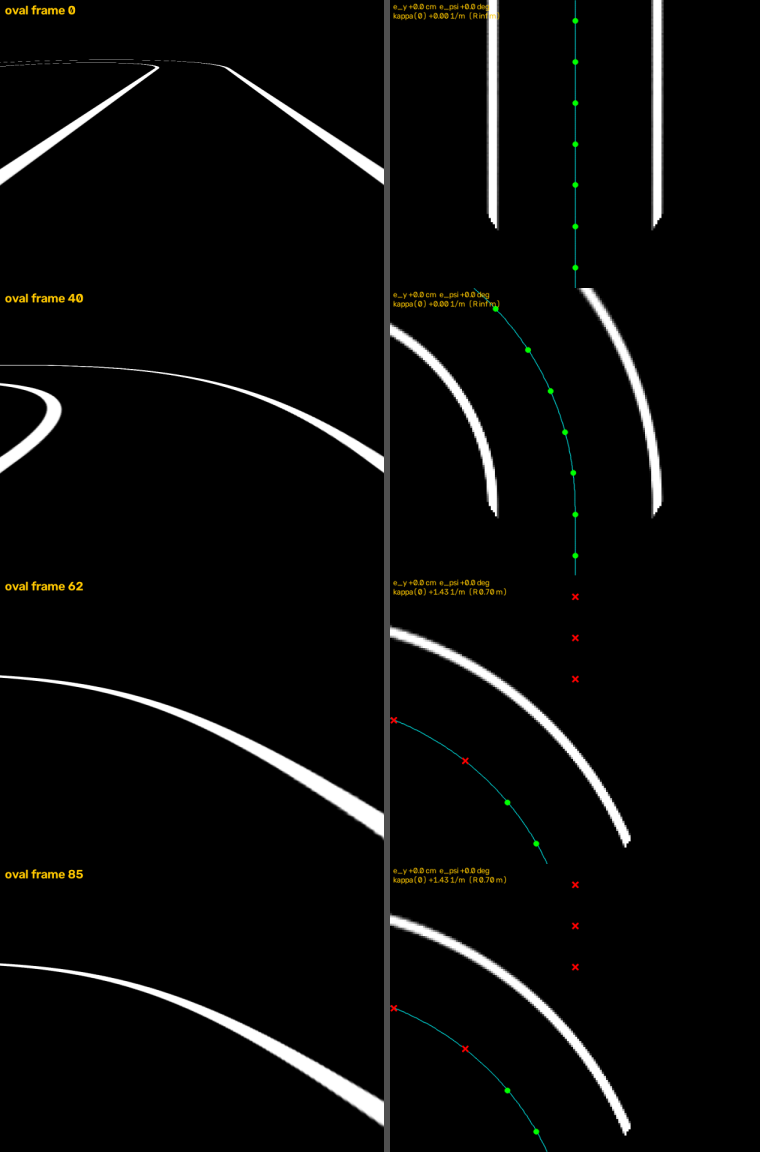 oval frame 0
e_y +0.0 cm e_psi +0.0 deg
kappa(0) +0.00 1/m (R inf m)
oval frame 40
e_y +0.0 cm e_psi +0.0 deg
kappa(0) +0.00 1/m (R inf m)
oval frame 62
e_y +0.0 cm e_psi +0.0 deg
kappa(0) +1.43 1/m (R 0.70 m)
oval frame 85
e_y +0.0 cm e_psi +0.0 deg
kappa(0) +1.43 1/m (R 0.70 m)